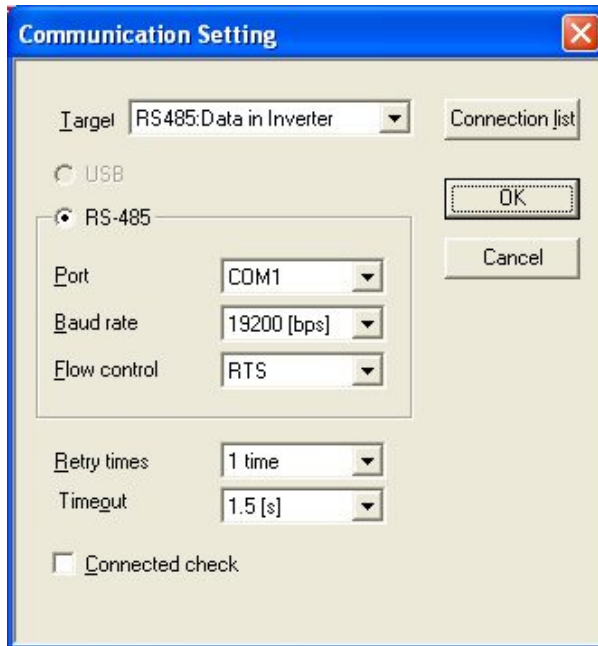 Communication Setting
Target RS485:Data in Inverter Connection list
USB
RS-485 OK
Port COM1 Cancel
Baud rate 19200 [bps]
Flow control RTS
Retry times 1 time
Timeout 1.5 [s]
Connected check